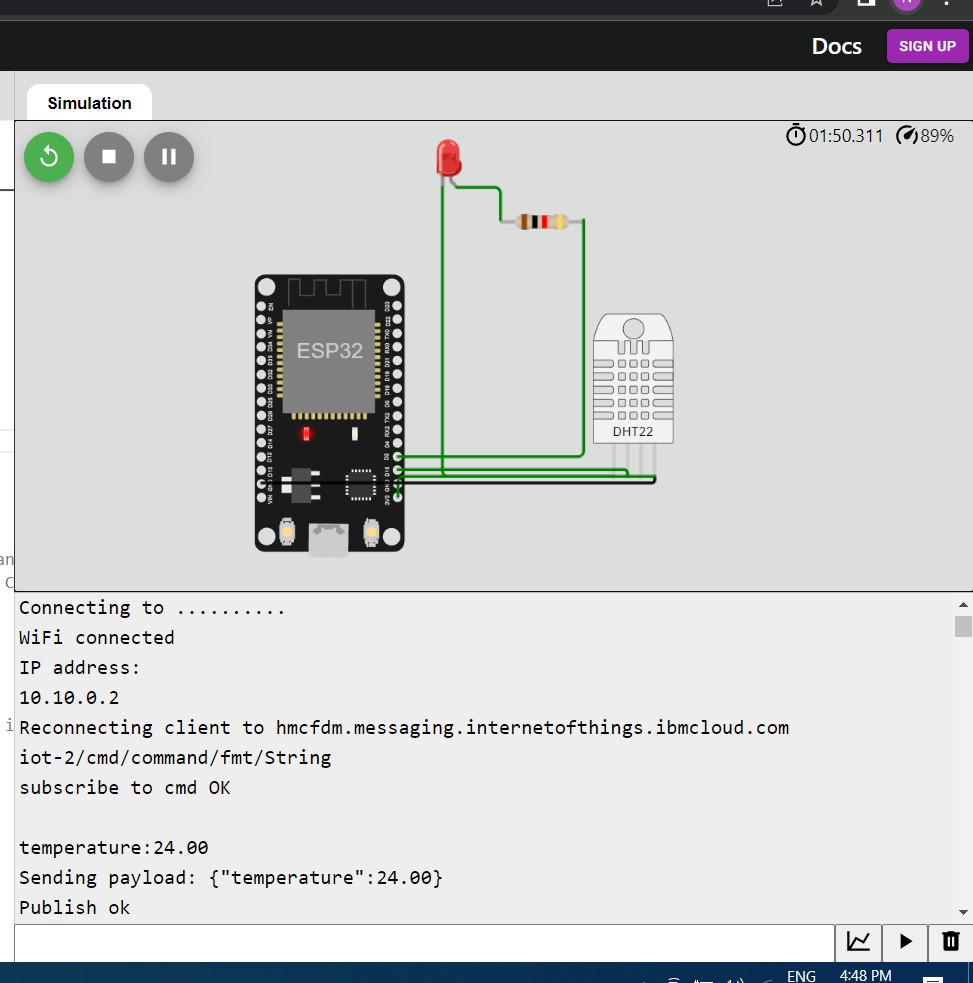 Docs
SIGN UP
Simulation
01:50.311
89%
ESP32
DHT22
Connecting to ..........
WiFi connected
IP address:
10.10.0.2
Reconnecting client to hmcfdm.messaging.internetofthings.ibmcloud.com
iot-2/cmd/command/fmt/String
subscribe to cmd OK
temperature:24.00
Sending payload: {"temperature":24.00}
Publish ok
ENG
4:48 PM